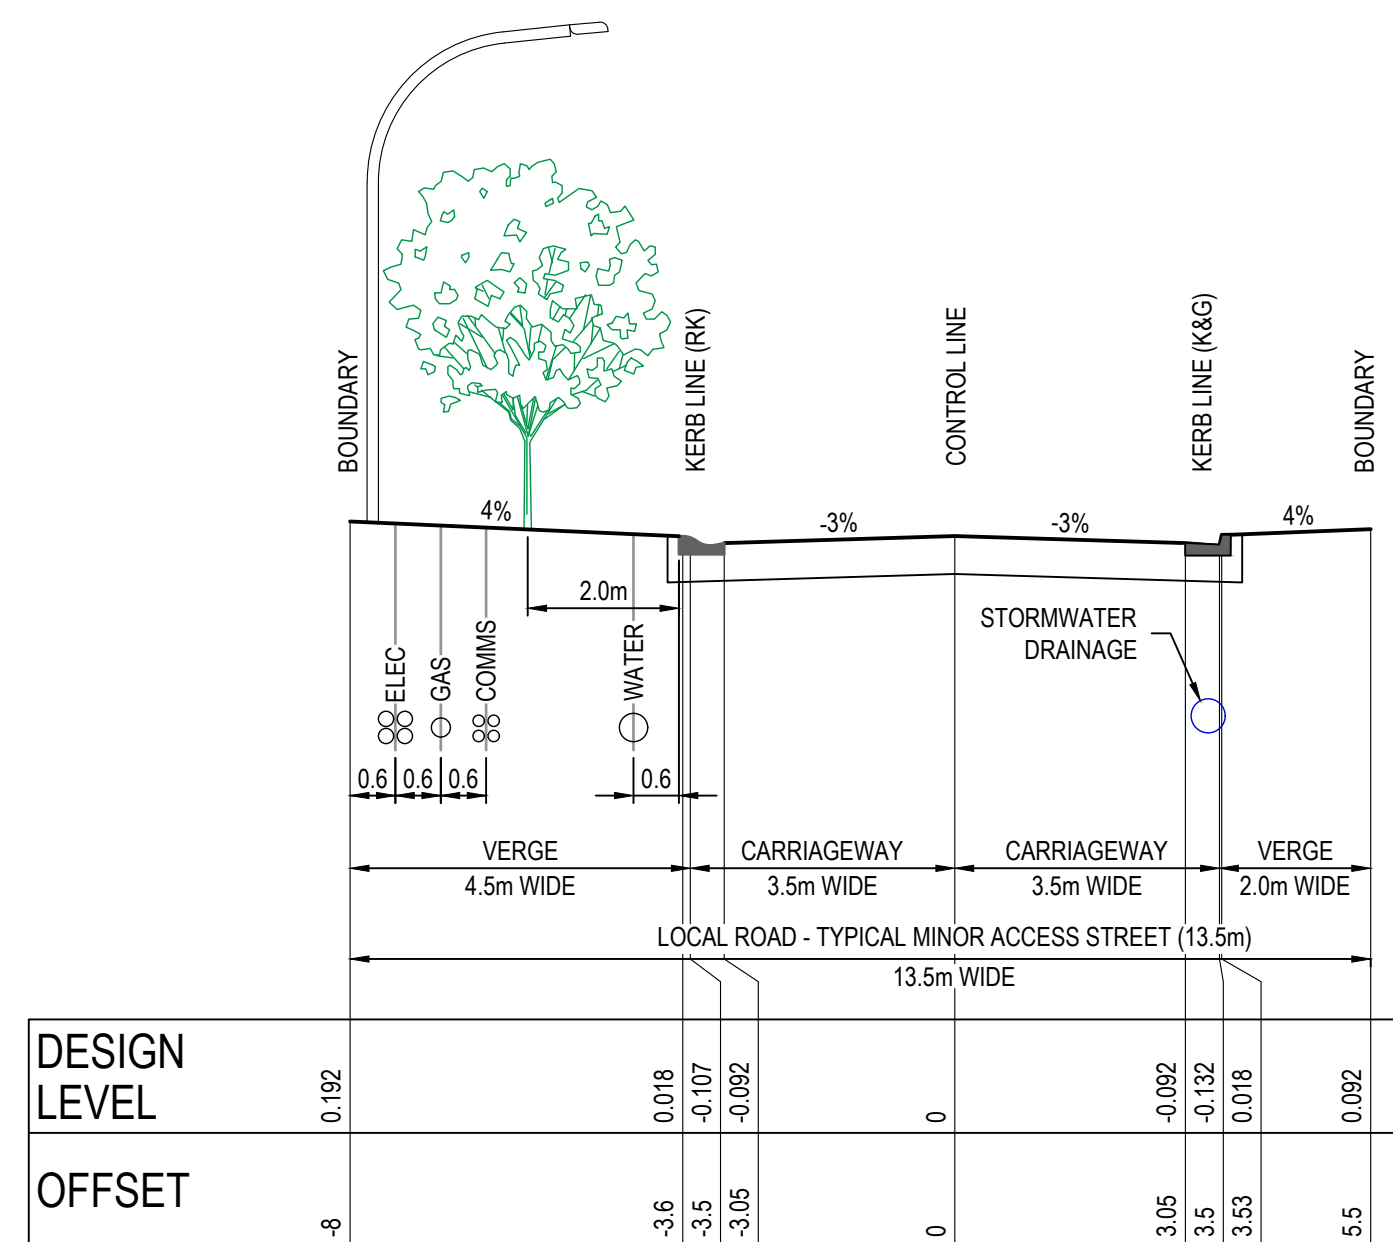 BOUNDARY
KERB LINE (RK)
CONTROL LINE
KERB LINE (K&G)
BOUNDARY
4%
-3%
-3%
4%
2.0m
STORMWATER
DRAINAGE
ELEC
GAS
COMMS
WATER
0.6
0.6
0.6
0.6
VERGE
CARRIAGEWAY
CARRIAGEWAY
VERGE
4.5m WIDE
3.5m WIDE
3.5m WIDE
2.0m WIDE
LOCAL ROAD - TYPICAL MINOR ACCESS STREET (13.5m)
13.5m WIDE
DESIGN
LEVEL
0.192
0.018
-0.107
-0.092
0
-0.092
-0.132
0.018
0.092
OFFSET
-8
-3.6
-3.5
-3.05
0
3.05
3.5
3.53
5.5